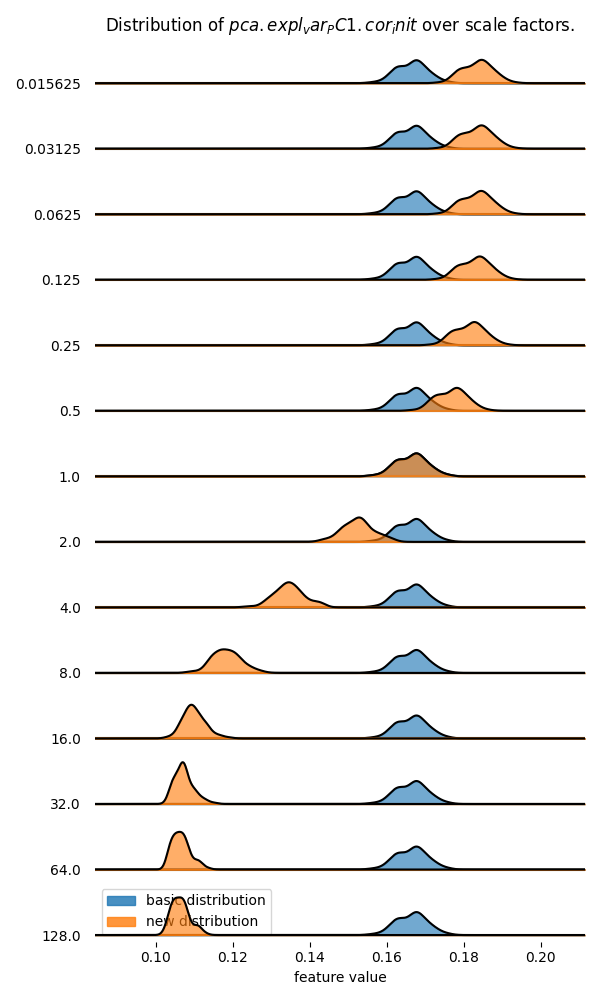 Distribution of pca.expl_var_PC1.cor_init over scale factors.
0.015625
0.03125
0.0625
0.125
0.25
0.5
1.0
2.0
4.0
8.0
16.0
32.0
64.0
basic distribution
new distribution
128.0
0.10 0.12 0.14 0.16 0.18 0.20
feature value